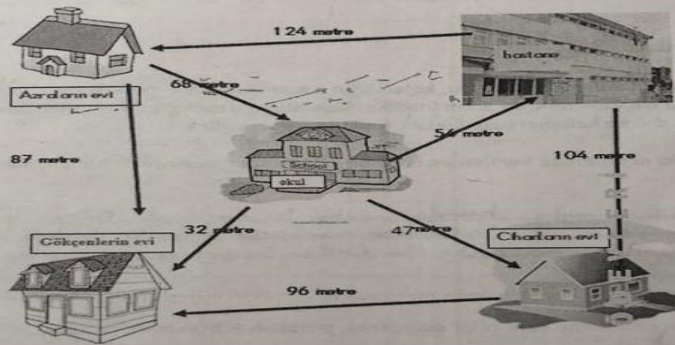 124 metre
hastane
68 metre
Azraların evi
54 metre
87 metre
104 metre
School
okul
32 metre
47 metre
Gökçenlerin evi
Cihanların evi
96 metre